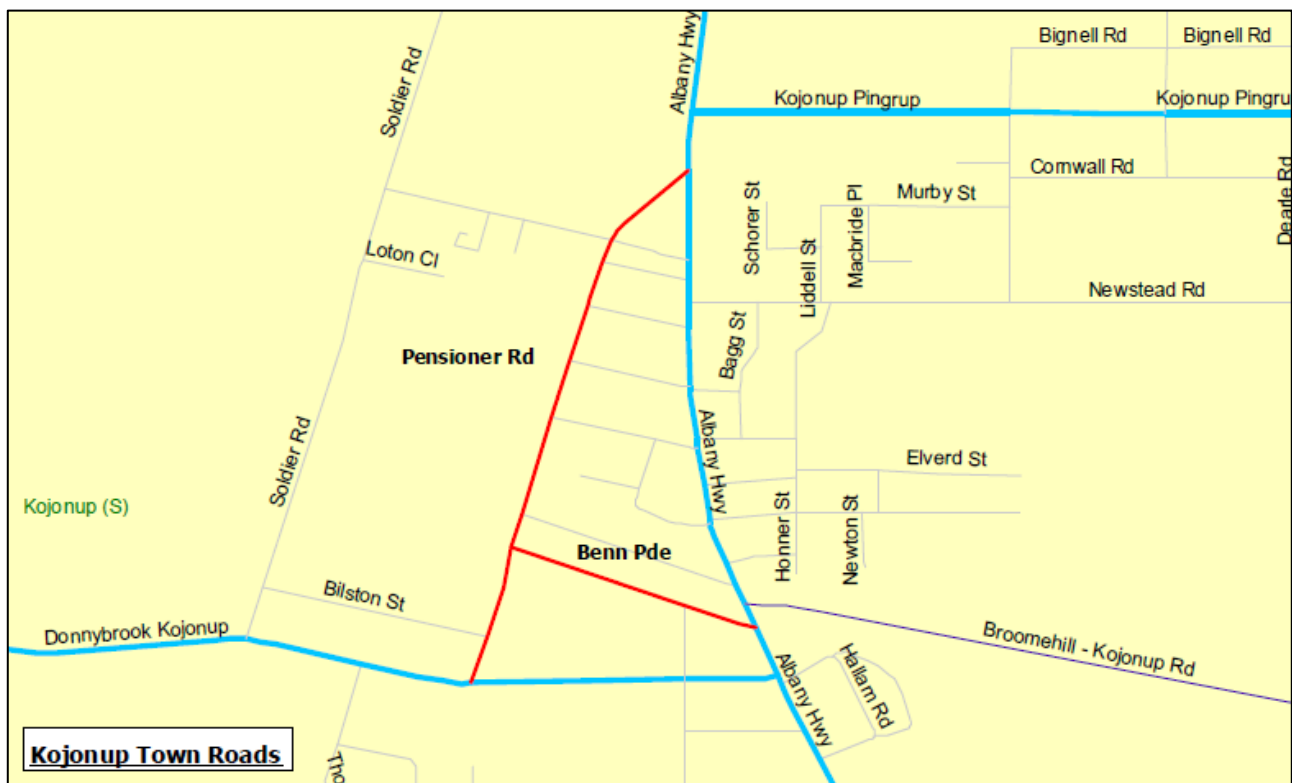 Albany Hwy
Soldier Rd
Bignell Rd
Bignell Rd
Kojonup Pingrup
Kojonup Pingru
Cornwall Rd
Dearle Rd
Schorer St
Murby St
Macbride Pl
Liddell St
Loton Cl
Newstead Rd
Bagg St
Pensioner Rd
Albany Hwy
Soldier Rd
Elverd St
Kojonup (S)
Honner St
Newton St
Benn Pde
Bilston St
Donnybrook Kojonup
Broomehill - Kojonup Rd
Albany Hwy
Hallam Rd
Kojonup Town Roads
Tho